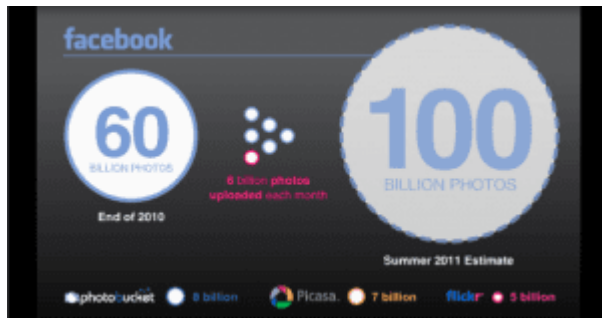 facebook
60
BILLION PHOTOS
End of 2010
6 billion photos
uploaded each month
100
BILLION PHOTOS
Summer 2011 Estimate
photobucket 8 billion Picasa. 7 billion flickr 5 billion